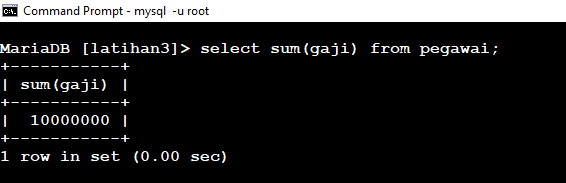 Command Prompt - mysql -u root
MariaDB [latihan3]> select sum(gaji) from pegawai;
+-----------+
| sum(gaji) |
+-----------+
|  10000000 |
+-----------+
1 row in set (0.00 sec)